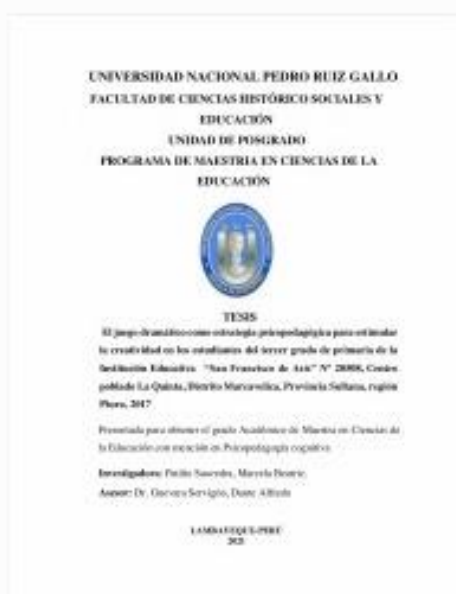 UNIVERSIDAD NACIONAL PEDRO RUIZ GALLO
FACULTAD DE CIENCIAS HISTÓRICO SOCIALES Y
EDUCACIÓN
UNIDAD DE POSGRADO
PROGRAMA DE MAESTRIA EN CIENCIAS DE LA
EDUCACIÓN
TESIS
El juego dramático como estrategia psicopedagógica para estimular
la creatividad en los estudiantes del tercer grado de primaria de la
Institución Educativa "San Francisco de Asís" N° Centro
poblado La Quinta, Distrito Marcavelica, Provincia Sullana, región
Piura, 2017
Presentada para obtener el grado Académico de Maestra en Ciencias de
la Educación con mención en Psicopedagogía cognitiva
Investigadora: Saavedra, Marcela Beatriz
Asesor: Dr. Guevara Servigón, Dante Alfredo
LAMBAYEQUE-PERÚ
2021